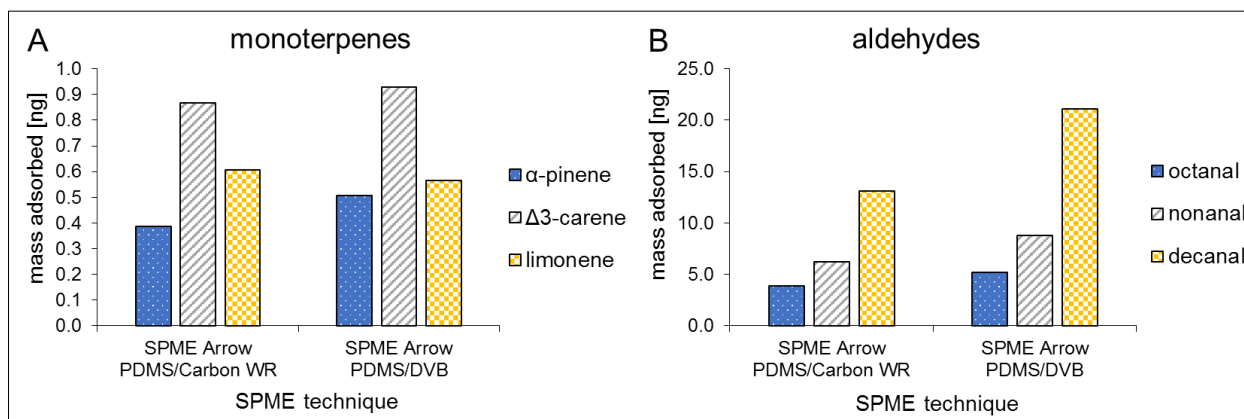 A
monoterpenes
mass adsorbed [ng]
1.0
0.9
0.8
0.7
0.6
0.5
0.4
0.3
0.2
0.1
0.0
SPME Arrow
PDMS/Carbon WR
SPME Arrow
PDMS/DVB
SPME technique
α-pinene
Δ3-carene
limonene
B
aldehydes
mass adsorbed [ng]
25.0
20.0
15.0
10.0
5.0
0.0
SPME Arrow
PDMS/Carbon WR
SPME Arrow
PDMS/DVB
SPME technique
octanal
nonanal
decanal